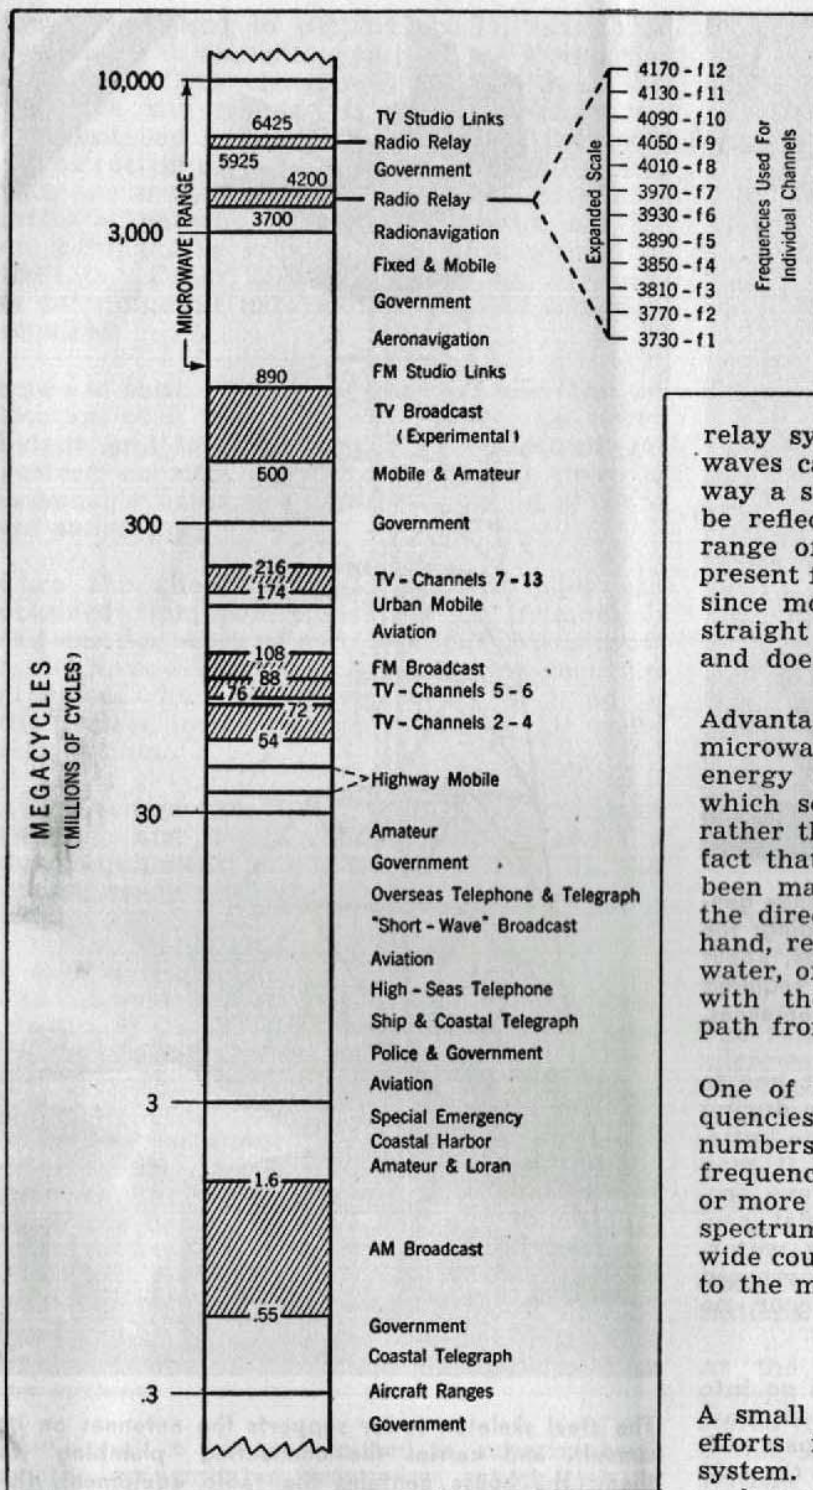 10,000
6425
TV Studio Links
Radio Relay
5925
Government
4200
Radio Relay
3700
3,000
Radionavigation
Fixed & Mobile
Government
Aeronavigation
FM Studio Links
890
TV Broadcast
(Experimental)
500
Mobile & Amateur
300
Government
216
TV - Channels 7 - 13
174
Urban Mobile
Aviation
108
FM Broadcast
88
TV - Channels 5 - 6
76
72
TV - Channels 2 - 4
54
Highway Mobile
30
Amateur
Government
Overseas Telephone & Telegraph
"Short - Wave" Broadcast
Aviation
High - Seas Telephone
Ship & Coastal Telegraph
Police & Government
Aviation
3
Special Emergency
Coastal Harbor
Amateur & Loran
1.6
AM Broadcast
.55
Government
Coastal Telegraph
.3
Aircraft Ranges
Government
MICROWAVE RANGE
MEGACYCLES
(MILLIONS OF CYCLES)
Expanded Scale
4170 - f12
4130 - f11
4090 - f10
4050 - f9
4010 - f8
3970 - f7
3930 - f6
3890 - f5
3850 - f4
3810 - f3
3770 - f2
3730 - f1
Frequencies Used For
Individual Channels
relay sy
waves ca
way a s
be reflec
range o
present f
since mo
straight
and doe
Advanta
microwa
energy
which s
rather th
fact that
been ma
the dire
hand, re
water, o
with th
path fro
One of
quencies
numbers
frequenc
or more
spectrun
wide cou
to the m
A small
efforts
system.